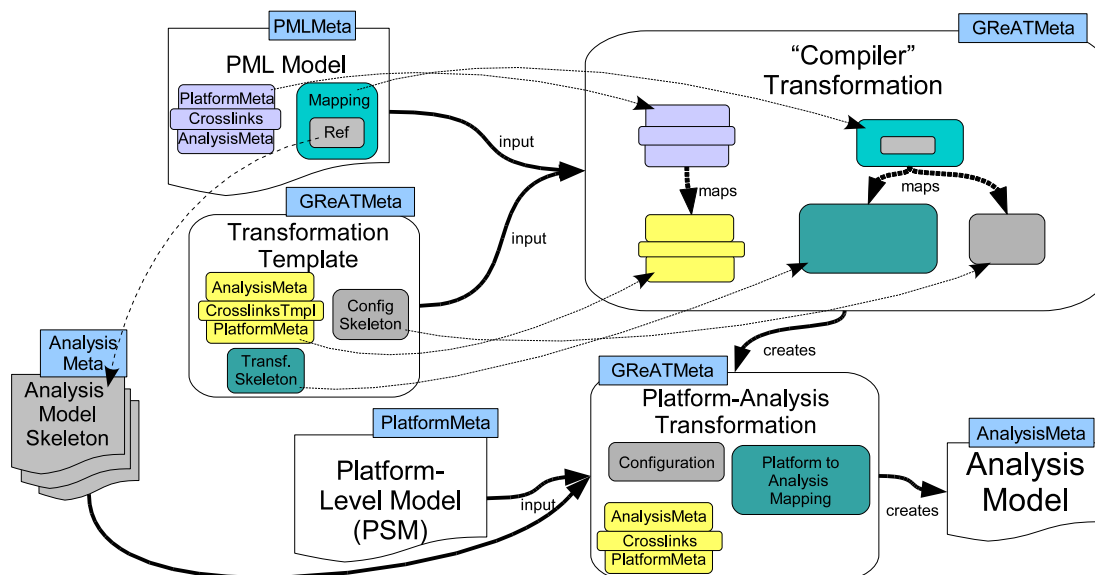 PMLMeta
PML Model
PlatformMeta
Crosslinks
AnalysisMeta
Mapping
Ref
input
GReATMeta
“Compiler”
Transformation
maps
maps
GReATMeta
Transformation
Template
AnalysisMeta
CrosslinksTmpl
PlatformMeta
Config
Skeleton
Transf.
Skeleton
input
creates
Analysis
Meta
Analysis
Model
Skeleton
PlatformMeta
Platform-
Level Model
(PSM)
input
GReATMeta
Platform-Analysis
Transformation
Configuration
Platform to
Analysis
Mapping
AnalysisMeta
Crosslinks
PlatformMeta
creates
AnalysisMeta
Analysis
Model